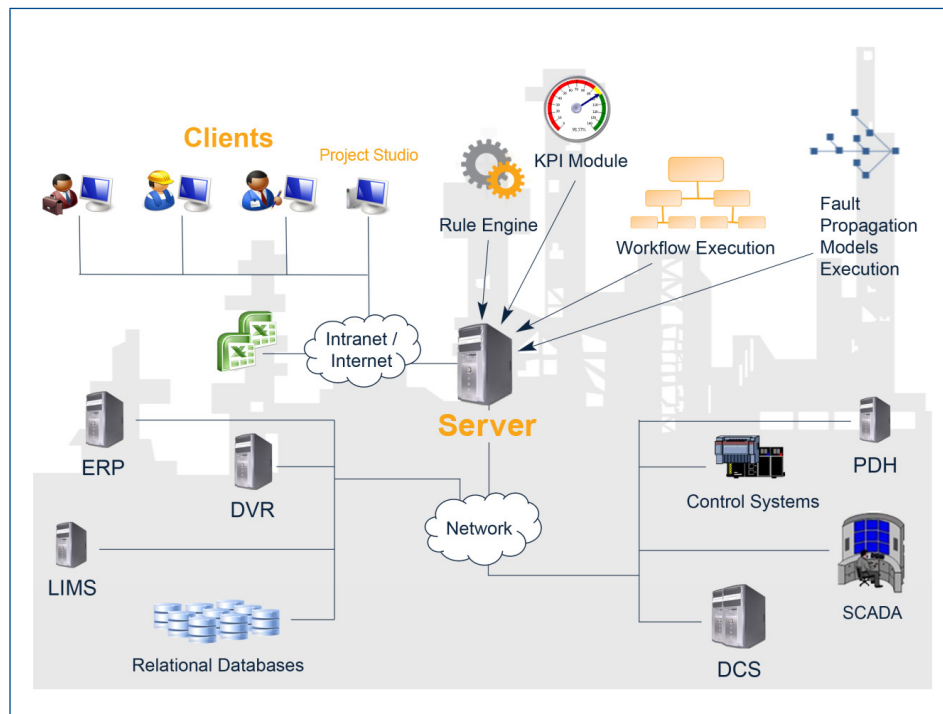 Clients
Project Studio
KPI Module
Rule Engine
Workflow Execution
Fault
Propagation
Models
Execution
Intranet /
Internet
Server
ERP
DVR
LIMS
Relational Databases
Network
PDH
Control Systems
SCADA
DCS